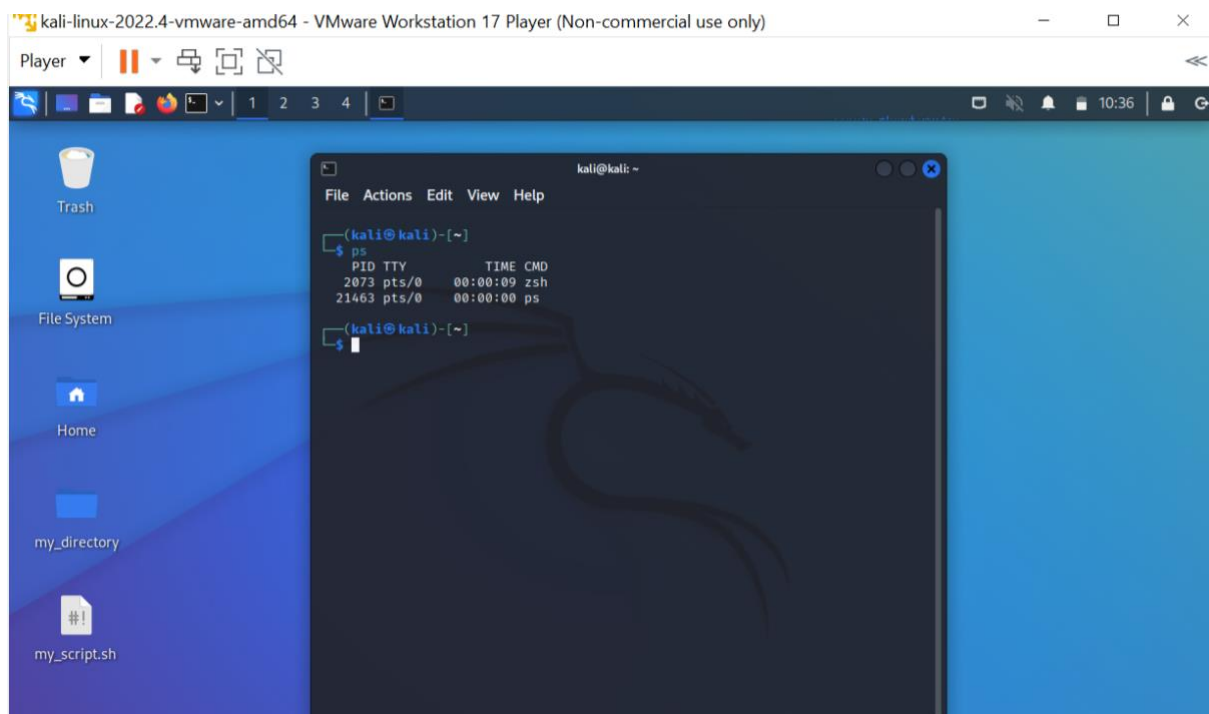 kali-linux-2022.4-vmware-amd64 - VMware Workstation 17 Player (Non-commercial use only)
Player
1 2 3 4
10:36
kali@kali: ~
File Actions Edit View Help
Trash
(kali㉿kali)-[~]
$ ps
PID TTY TIME CMD
2073 pts/0 00:00:09 zsh
21463 pts/0 00:00:00 ps
(kali㉿kali)-[~]
$
File System
Home
my_directory
#!
my_script.sh